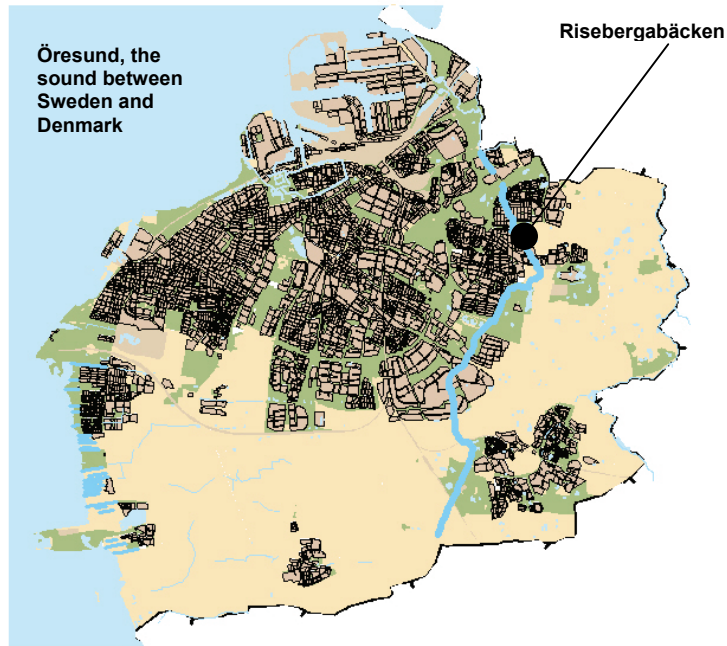 Öresund, the
sound between
Sweden and
Denmark
Risebergabäcken